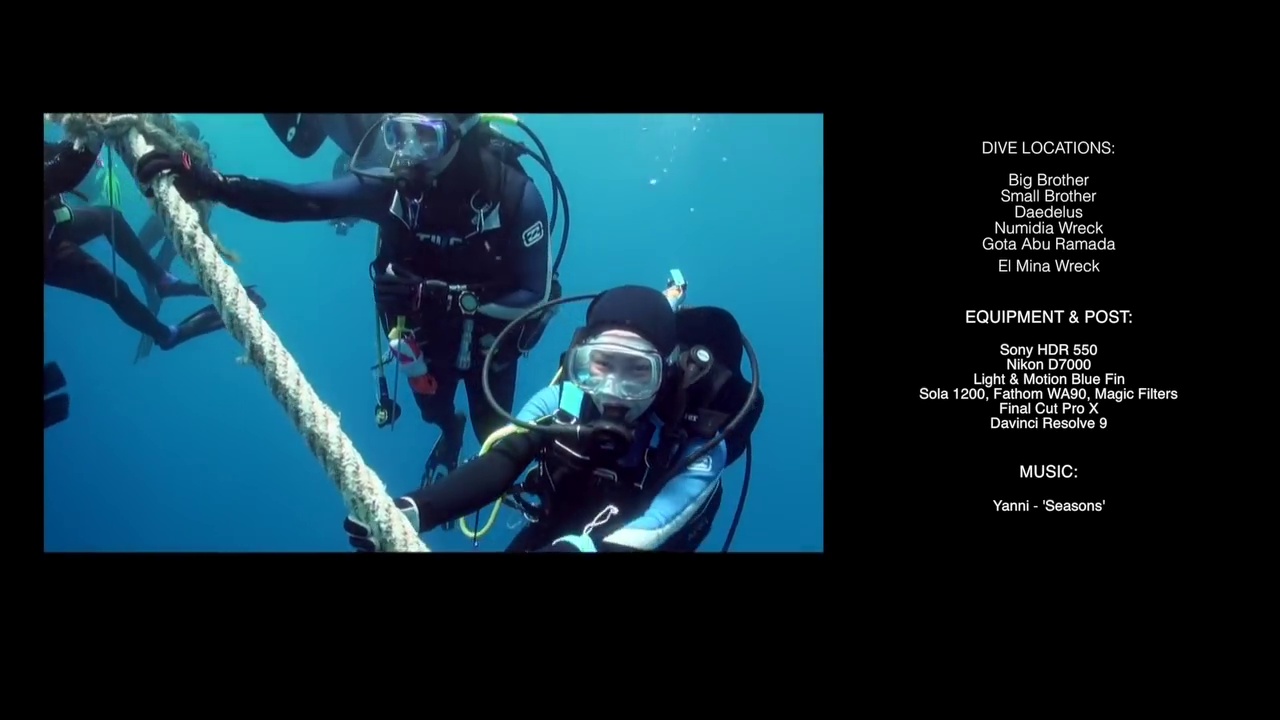 DIVE LOCATIONS:
Big Brother
Small Brother
Daedelus
Numidia Wreck
Gota Abu Ramada
El Mina Wreck
EQUIPMENT & POST:
Sony HDR 550
Nikon D7000
Light & Motion Blue Fin
Sola 1200, Fathom WA90, Magic Filters
Final Cut Pro X
Davinci Resolve 9
MUSIC:
Yanni - 'Seasons'